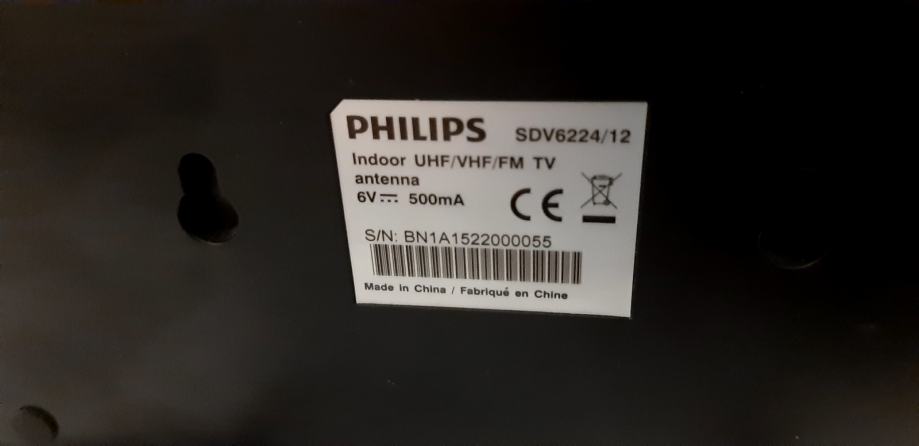 PHILIPS SDV6224/12
Indoor UHF/VHF/FM TV
antenna
6V⎓ 500mA
CE
S/N: BN1A1522000055
Made in China / Fabriqué en Chine